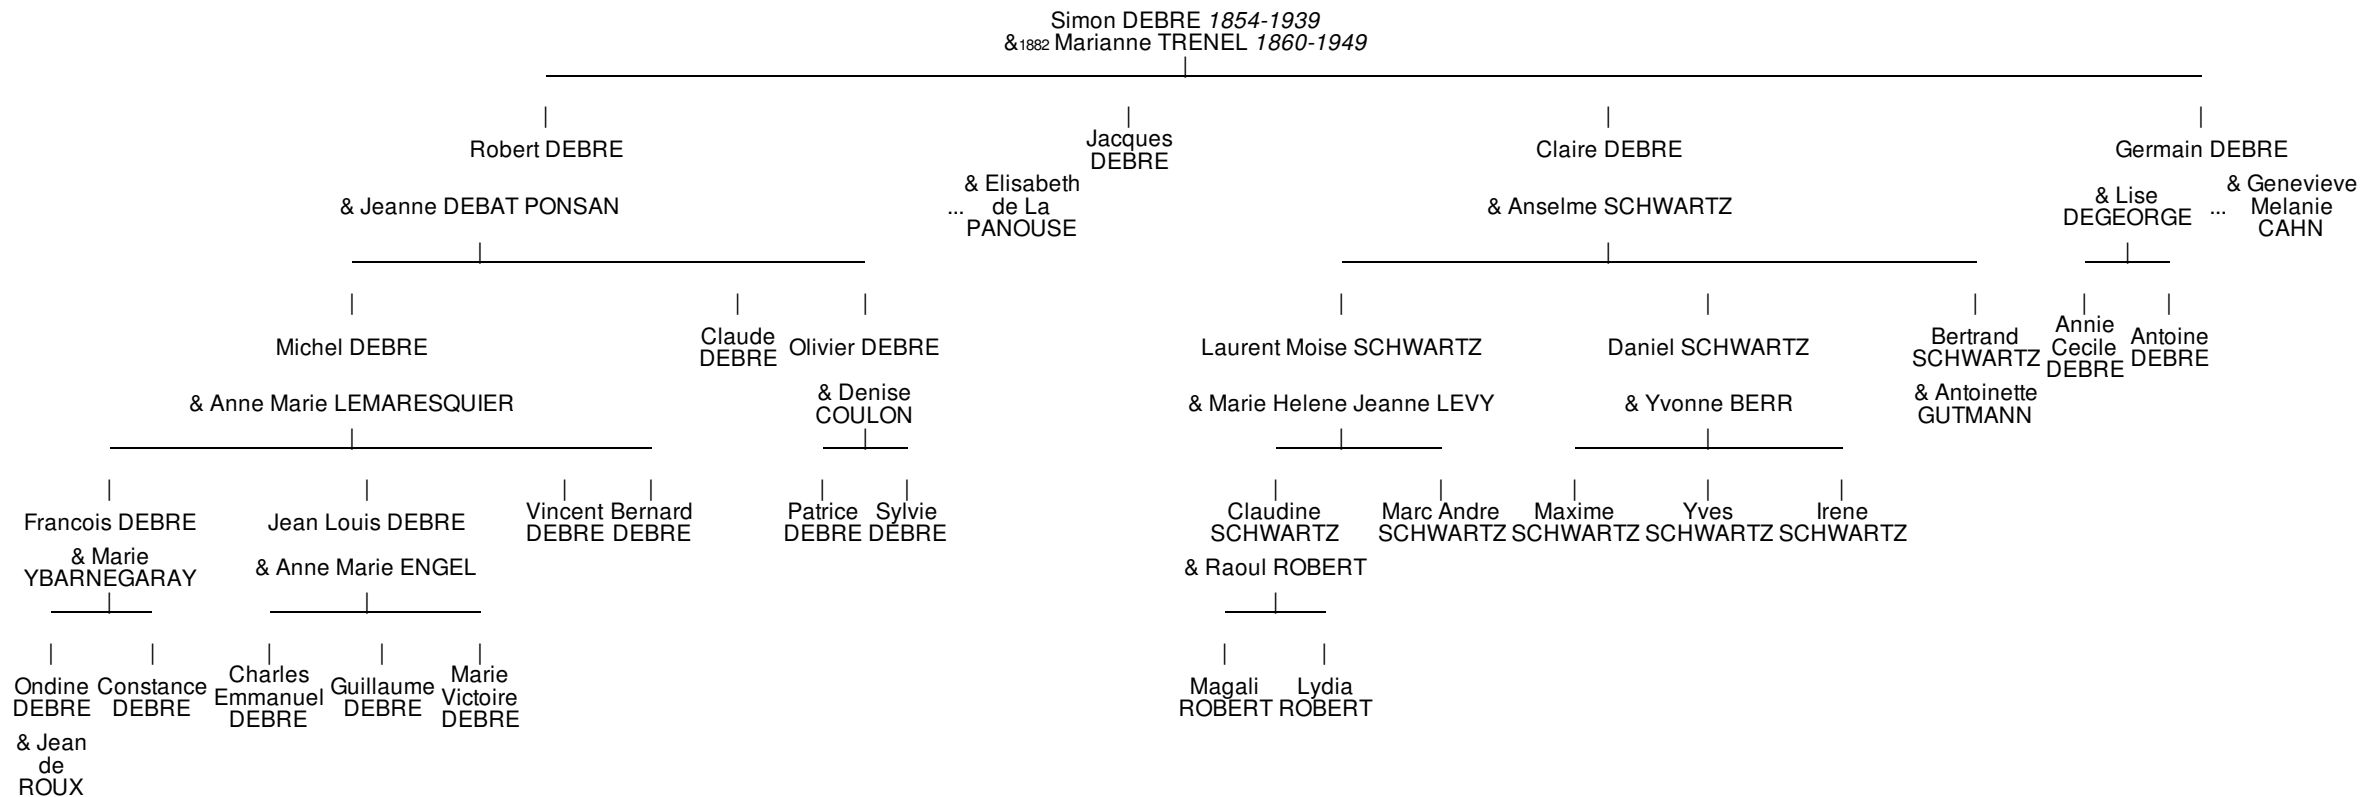 Simon DEBRE 1854-1939
&1882 Marianne TRENEL 1860-1949
Robert DEBRE
Jacques
DEBRE
Claire DEBRE
Germain DEBRE
& Jeanne DEBAT PONSAN
...
& Elisabeth
de La
PANOUSE
& Anselme SCHWARTZ
& Lise
DEGEORGE
...
& Genevieve
Melanie
CAHN
Michel DEBRE
Claude
DEBRE
Olivier DEBRE
Laurent Moise SCHWARTZ
Daniel SCHWARTZ
Bertrand
SCHWARTZ
Annie
Cecile
DEBRE
Antoine
DEBRE
& Anne Marie LEMARESQUIER
& Denise
COULON
& Marie Helene Jeanne LEVY
& Yvonne BERR
& Antoinette
GUTMANN
Francois DEBRE
Jean Louis DEBRE
Vincent
DEBRE
Bernard
DEBRE
Patrice
DEBRE
Sylvie
DEBRE
Claudine
SCHWARTZ
Marc Andre
SCHWARTZ
Maxime
SCHWARTZ
Yves
SCHWARTZ
Irene
SCHWARTZ
& Marie
YBARNEGARAY
& Anne Marie ENGEL
& Raoul ROBERT
Ondine
DEBRE
Constance
DEBRE
Charles
Emmanuel
DEBRE
Guillaume
DEBRE
Marie
Victoire
DEBRE
Magali
ROBERT
Lydia
ROBERT
& Jean
de
ROUX